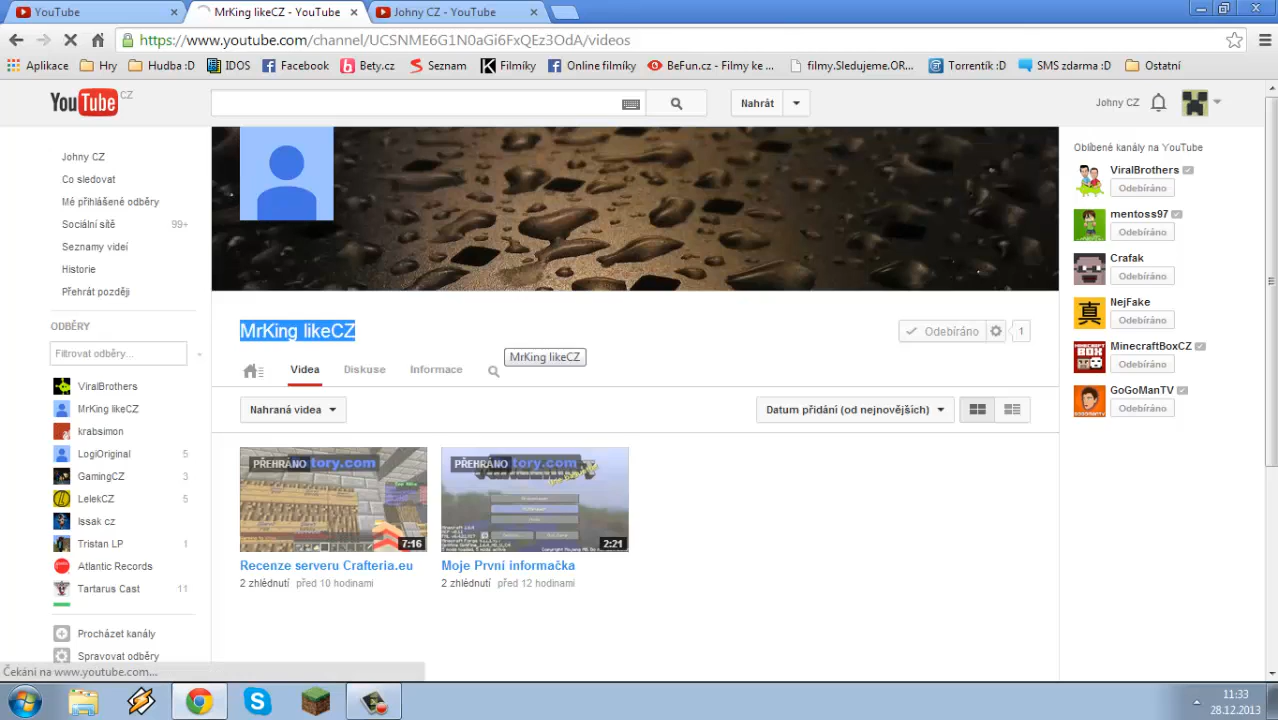 YouTube
MrKing likeCZ - YouTube
Johny CZ - YouTube
https://www.youtube.com/channel/UCSNME6G1N0aGi6FxQEz3OdA/videos
Aplikace
Hry
Hudba :D
IDOS
Facebook
Bety.cz
Seznam
Filmíky
Online filmíky
BeFun.cz - Filmy ke ...
filmy.Sledujeme.OR...
Torrentík :D
SMS zdarma :D
Ostatní
YouTube CZ
Nahrát
Johny CZ
Johny CZ
Co sledovat
Mé přihlášené odběry
Sociální sítě 99+
Seznamy videí
Historie
Přehrát později
ODBĚRY
Filtrovat odběry...
ViralBrothers
MrKing likeCZ
krabsimon
LogiOriginal 5
GamingCZ 3
LelekCZ 5
Issak cz
Tristan LP 1
Atlantic Records
Tartarus Cast 11
Procházet kanály
Spravovat odběry
MrKing likeCZ
Odebíráno 1
MrKing likeCZ
Videa
Diskuse
Informace
Nahraná videa
Datum přidání (od nejnovějších)
PŘEHRÁNO tory.com
7:16
Recenze serveru Crafteria.eu
2 zhlédnutí před 10 hodinami
PŘEHRÁNO tory.com
2:21
Moje První informačka
2 zhlédnutí před 12 hodinami
Oblíbené kanály na YouTube
ViralBrothers
Odebíráno
mentoss97
Odebíráno
Crafak
Odebíráno
真
NejFake
Odebíráno
MinecraftBoxCZ
Odebíráno
GoGoManTV
Odebíráno
Čekání na www.youtube.com...
11:33
28.12.2013